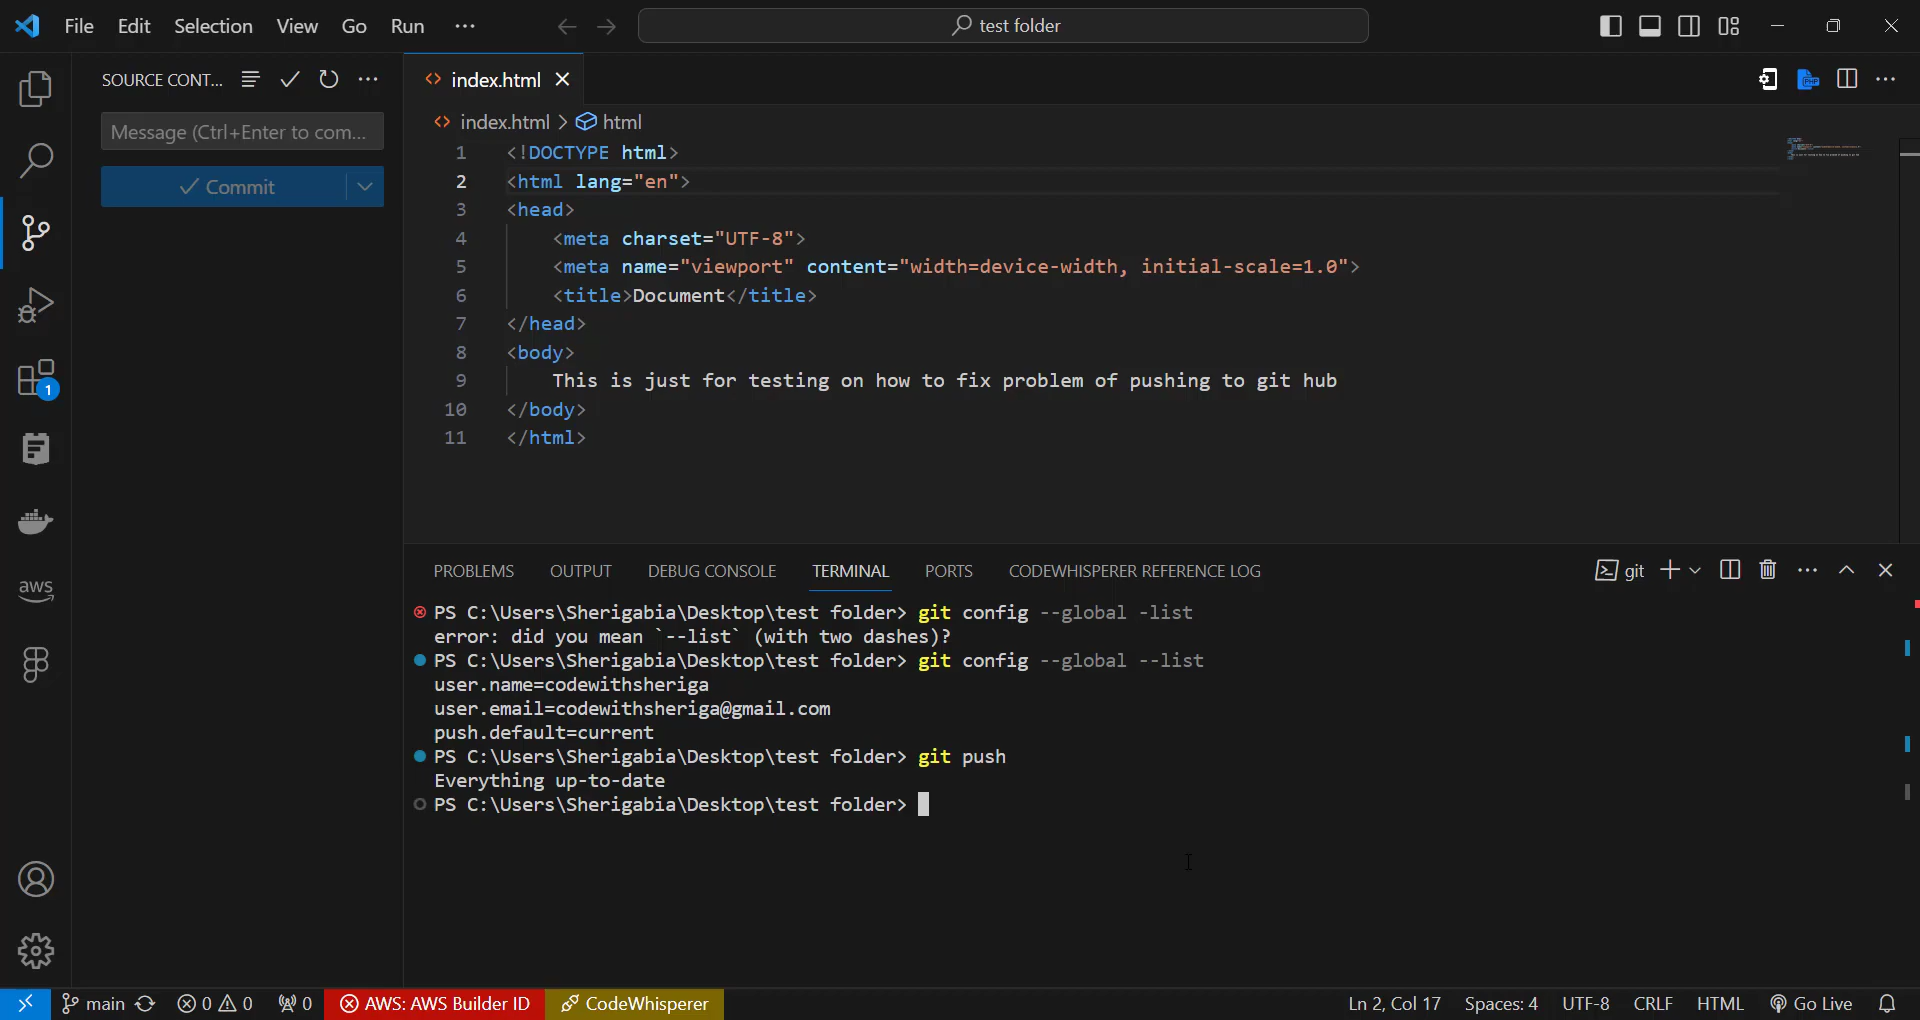 File Edit Selection View Go Run ··· test folder
SOURCE CONT...
Message (Ctrl+Enter to com...
Commit
index.html
index.html > html
1 <!DOCTYPE html>
2 <html lang="en">
3 <head>
4 <meta charset="UTF-8">
5 <meta name="viewport" content="width=device-width, initial-scale=1.0">
6 <title>Document</title>
7 </head>
8 <body>
9 This is just for testing on how to fix problem of pushing to git hub
10 </body>
11 </html>
1
aws
PROBLEMS OUTPUT DEBUG CONSOLE TERMINAL PORTS CODEWHISPERER REFERENCE LOG git
PS C:\Users\Sherigabia\Desktop\test folder> git config --global -list
error: did you mean `--list` (with two dashes)?
PS C:\Users\Sherigabia\Desktop\test folder> git config --global --list
user.name=codewithsheriga
user.email=codewithsheriga@gmail.com
push.default=current
PS C:\Users\Sherigabia\Desktop\test folder> git push
Everything up-to-date
PS C:\Users\Sherigabia\Desktop\test folder>
main 0 0 0 AWS: AWS Builder ID CodeWhisperer Ln 2, Col 17 Spaces: 4 UTF-8 CRLF HTML Go Live